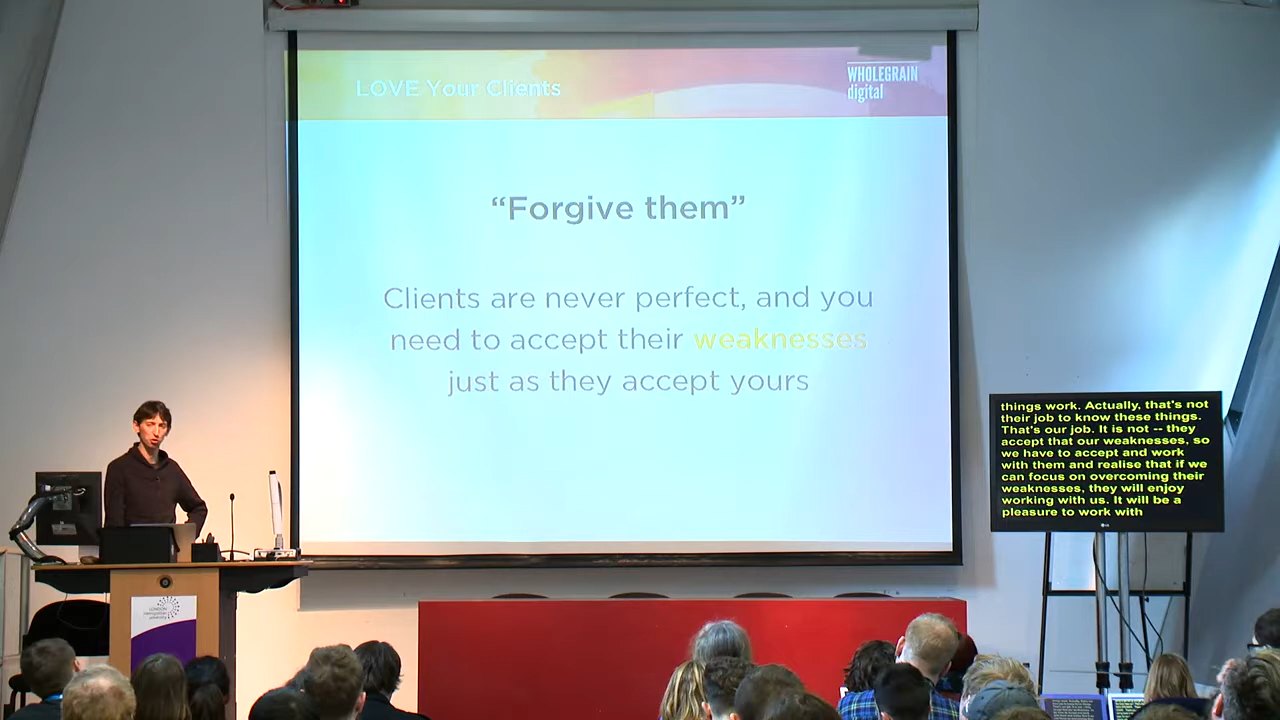 LOVE Your Clients
WHOLEGRAIN
digital
“Forgive them”
Clients are never perfect, and you
need to accept their weaknesses
just as they accept yours
things work. Actually, that's not
their job to know these things.
That's our job. It is not -- they
accept that our weaknesses, so
we have to accept and work
with them and realise that if we
can focus on overcoming their
weaknesses, they will enjoy
working with us. It will be a
pleasure to work with
LG